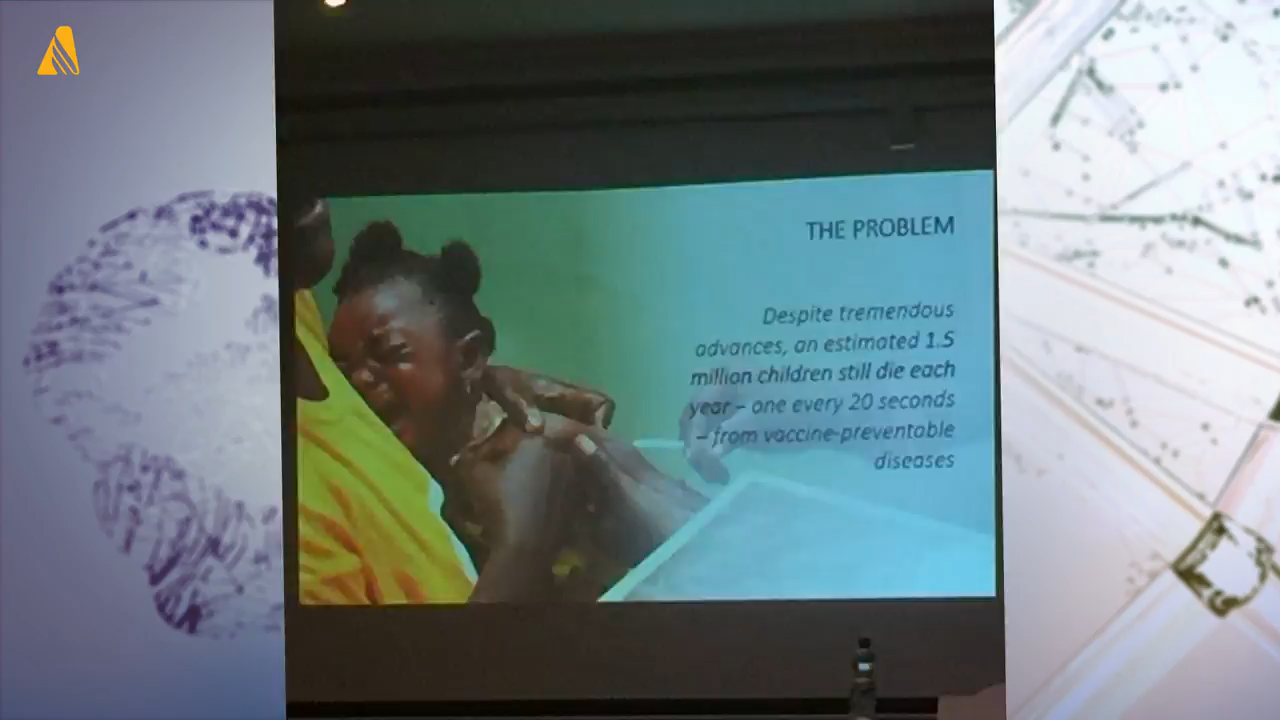 THE PROBLEM
Despite tremendous
advances, an estimated 1.5
million children still die each
year – one every 20 seconds
– from vaccine-preventable
diseases